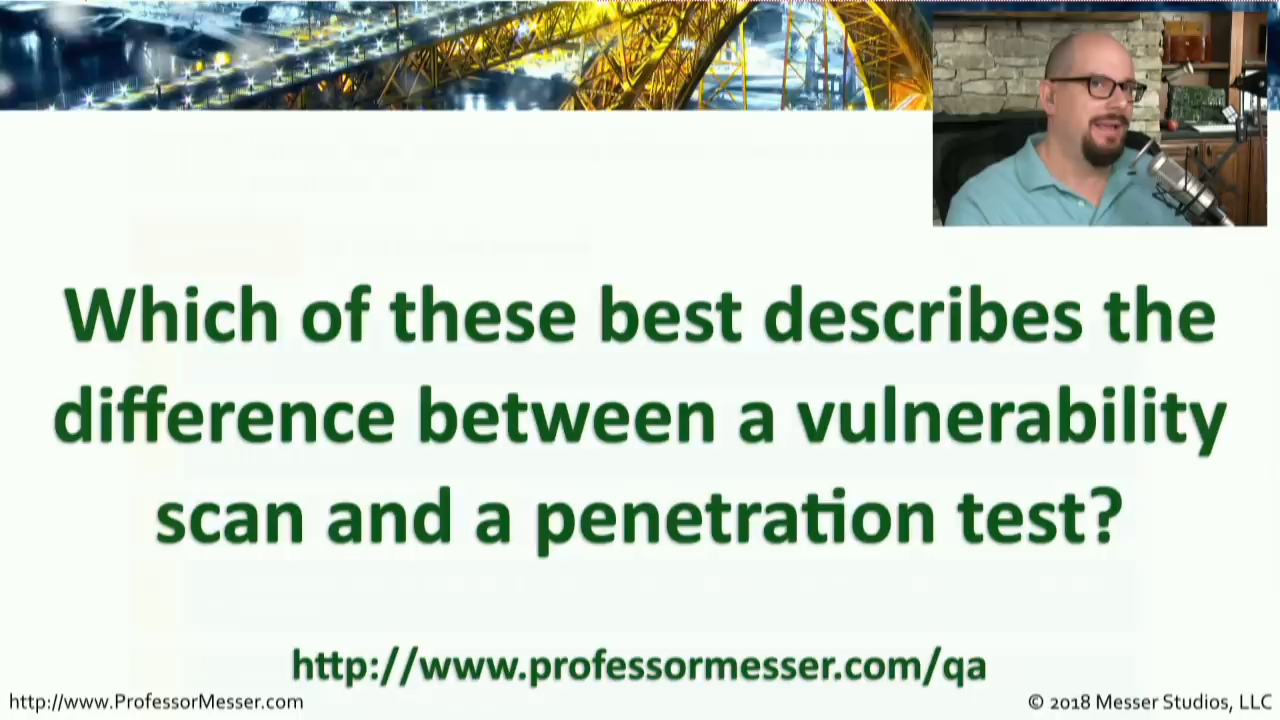 Which of these best describes the
difference between a vulnerability
scan and a penetration test?
http://www.professormesser.com/qa
http://www.ProfessorMesser.com
© 2018 Messer Studios, LLC